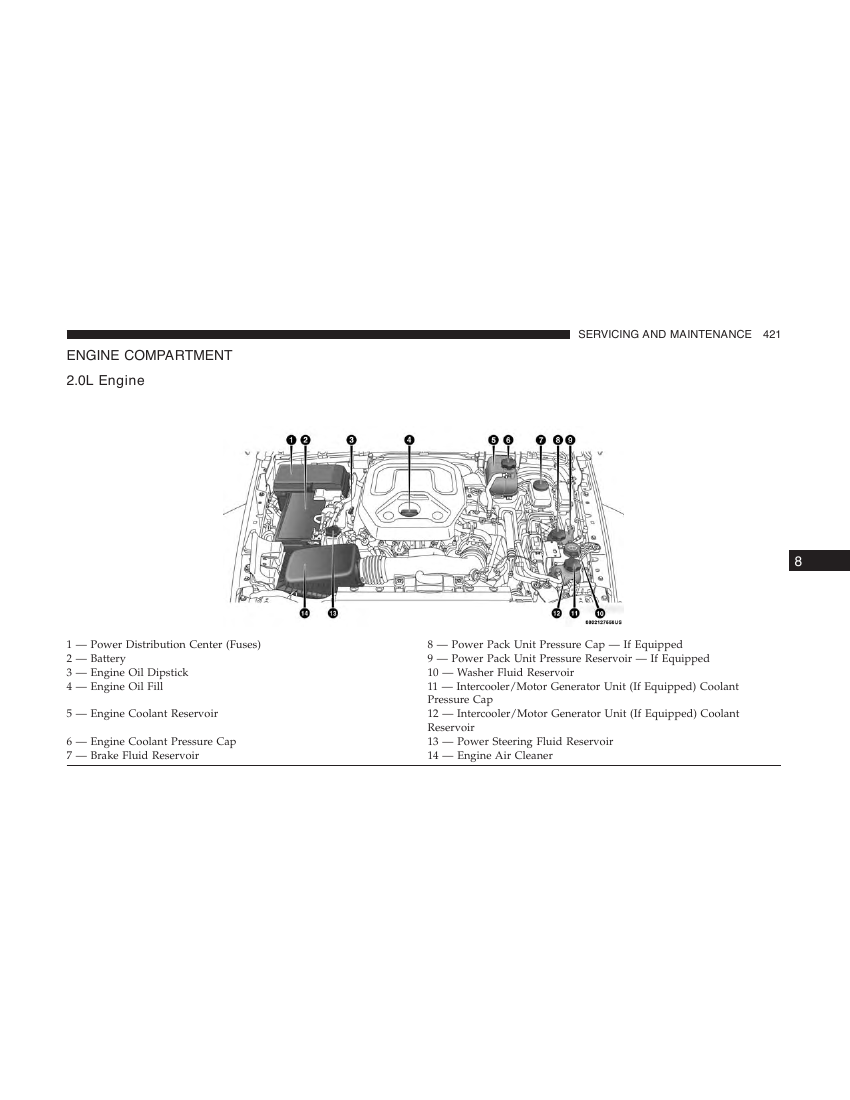 SERVICING AND MAINTENANCE 421
ENGINE COMPARTMENT
2.0L Engine
1 2 3 4 5 6 7 8 9
14 13 12 11 10
1 — Power Distribution Center (Fuses)
2 — Battery
3 — Engine Oil Dipstick
4 — Engine Oil Fill
5 — Engine Coolant Reservoir
6 — Engine Coolant Pressure Cap
7 — Brake Fluid Reservoir
8 — Power Pack Unit Pressure Cap — If Equipped
9 — Power Pack Unit Pressure Reservoir — If Equipped
10 — Washer Fluid Reservoir
11 — Intercooler/Motor Generator Unit (If Equipped) Coolant
Pressure Cap
12 — Intercooler/Motor Generator Unit (If Equipped) Coolant
Reservoir
13 — Power Steering Fluid Reservoir
14 — Engine Air Cleaner
8